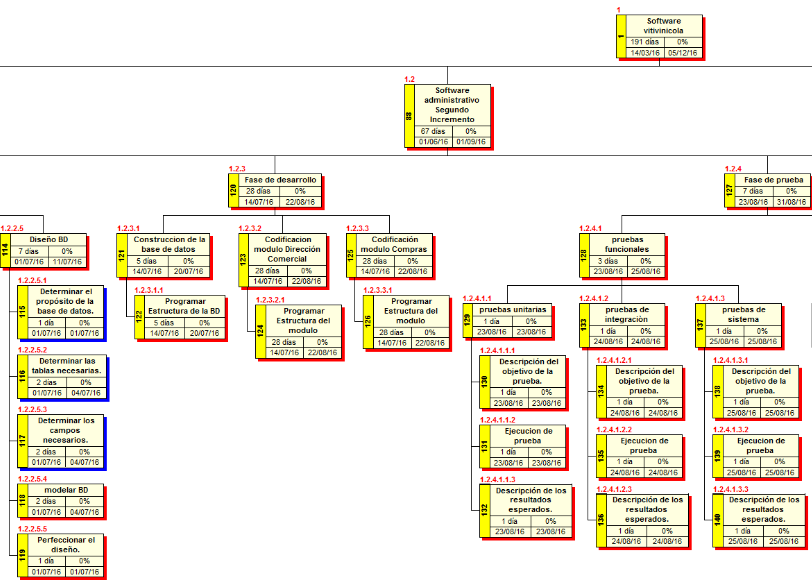 1
Software
vitivinícola
1
191 días 0%
14/03/16 05/12/16
1.2
Software
administrativo
Segundo
Incremento
88
67 días 0%
01/06/16 01/09/16
1.2.3
Fase de desarrollo
120
28 días 0%
14/07/16 22/08/16
1.2.4
Fase de prueba
127
7 días 0%
23/08/16 31/08/16
1.2.2.5
Diseño BD
114
7 días 0%
01/07/16 11/07/16
1.2.3.1
Construccion de la
base de datos
121
5 días 0%
14/07/16 20/07/16
1.2.3.2
Codificacion
modulo Dirección
Comercial
123
28 días 0%
14/07/16 22/08/16
1.2.3.3
Codificación
modulo Compras
125
28 días 0%
14/07/16 22/08/16
1.2.4.1
pruebas
funcionales
128
3 días 0%
23/08/16 25/08/16
1.2.2.5.1
Determinar el
propósito de la
base de datos.
115
1 día 0%
01/07/16 01/07/16
1.2.3.1.1
Programar
Estructura de la BD
122
5 días 0%
14/07/16 20/07/16
1.2.3.2.1
Programar
Estructura del
modulo
124
28 días 0%
14/07/16 22/08/16
1.2.3.3.1
Programar
Estructura del
modulo
126
28 días 0%
14/07/16 22/08/16
1.2.4.1.1
pruebas unitarias
129
1 día 0%
23/08/16 23/08/16
1.2.4.1.2
pruebas de
integraciòn
133
1 día 0%
24/08/16 24/08/16
1.2.4.1.3
pruebas de
sistema
137
1 día 0%
25/08/16 25/08/16
1.2.2.5.2
Determinar las
tablas necesarias.
116
2 días 0%
01/07/16 04/07/16
1.2.4.1.1.1
Descripción del
objetivo de la
prueba.
130
1 día 0%
23/08/16 23/08/16
1.2.4.1.2.1
Descripción del
objetivo de la
prueba.
134
1 día 0%
24/08/16 24/08/16
1.2.4.1.3.1
Descripción del
objetivo de la
prueba.
138
1 día 0%
25/08/16 25/08/16
1.2.2.5.3
Determinar los
campos
necesarios.
117
2 días 0%
01/07/16 04/07/16
1.2.4.1.1.2
Ejecucion de
prueba
131
1 día 0%
23/08/16 23/08/16
1.2.4.1.2.2
Ejecucion de
prueba
135
1 día 0%
24/08/16 24/08/16
1.2.4.1.3.2
Ejecucion de
prueba
139
1 día 0%
25/08/16 25/08/16
1.2.2.5.4
modelar BD
118
2 días 0%
01/07/16 04/07/16
1.2.4.1.1.3
Descripción de los
resultados
esperados.
132
1 día 0%
23/08/16 23/08/16
1.2.4.1.2.3
Descripción de los
resultados
esperados.
136
1 día 0%
24/08/16 24/08/16
1.2.4.1.3.3
Descripción de los
resultados
esperados.
140
1 día 0%
25/08/16 25/08/16
1.2.2.5.5
Perfeccionar el
diseño.
119
1 día 0%
01/07/16 01/07/16